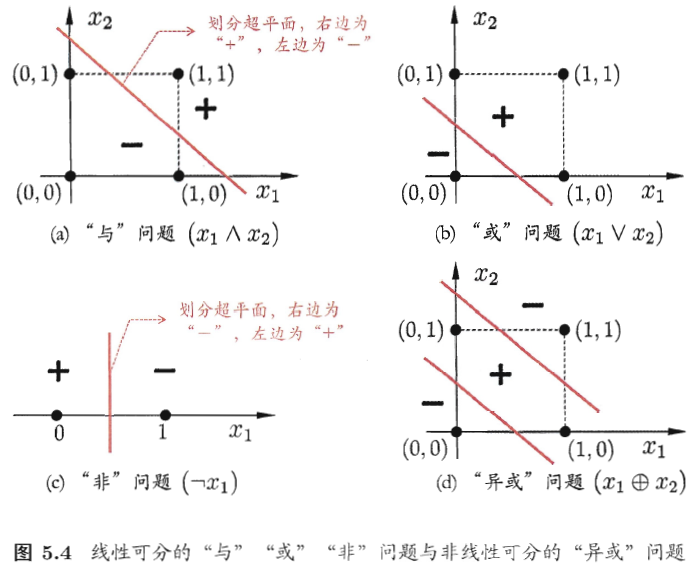 x₂
划分超平面，右边为
“+”，左边为“−”
(0, 1)
(1, 1)
+
−
(0, 0)
(1, 0)
x₁
(a) “与”问题 (x₁ ∧ x₂)
x₂
(0, 1)
(1, 1)
+
−
(0, 0)
(1, 0)
x₁
(b) “或”问题 (x₁ ∨ x₂)
划分超平面，右边为
“−”，左边为“+”
+
−
0
1
x₁
(c) “非”问题 (¬x₁)
x₂
−
(0, 1)
(1, 1)
+
−
(0, 0)
(1, 0)
x₁
(d) “异或”问题 (x₁ ⊕ x₂)
图 5.4 线性可分的“与”“或”“非”问题与非线性可分的“异或”问题